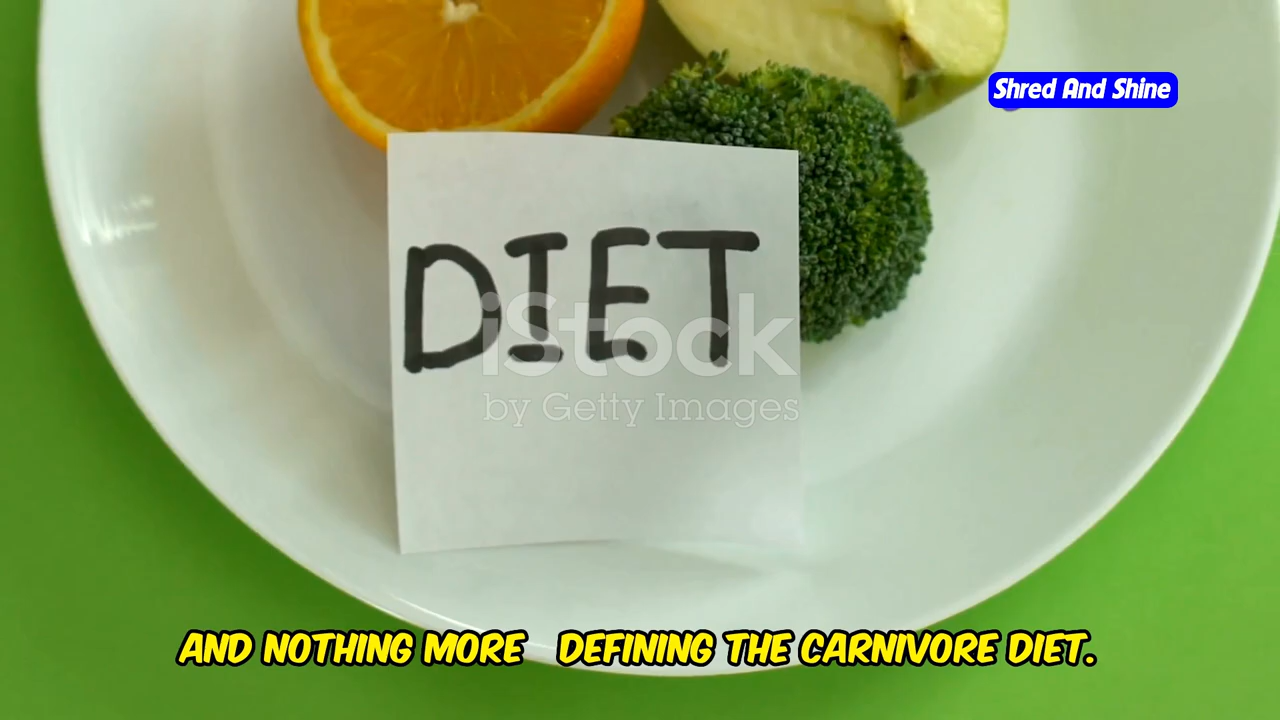 Shred And Shine
DIET
iStock
by Getty Images
AND NOTHING MORE DEFINING THE CARNIVORE DIET.